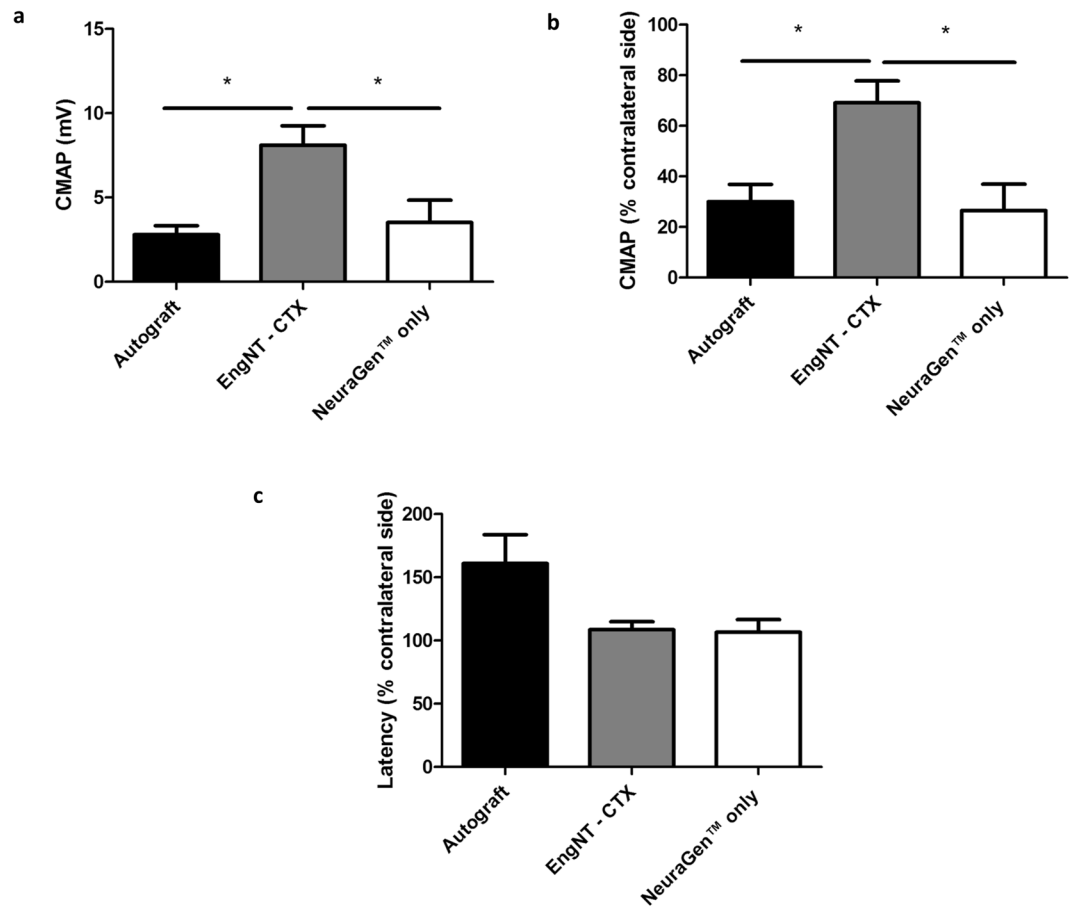 a
CMAP (mV)
15
10
5
0
*
*
Autograft
EngNT - CTX
NeuraGen™ only
b
CMAP (% contralateral side)
100
80
60
40
20
0
*
*
Autograft
EngNT - CTX
NeuraGen™ only
c
Latency (% contralateral side)
200
150
100
50
0
Autograft
EngNT - CTX
NeuraGen™ only